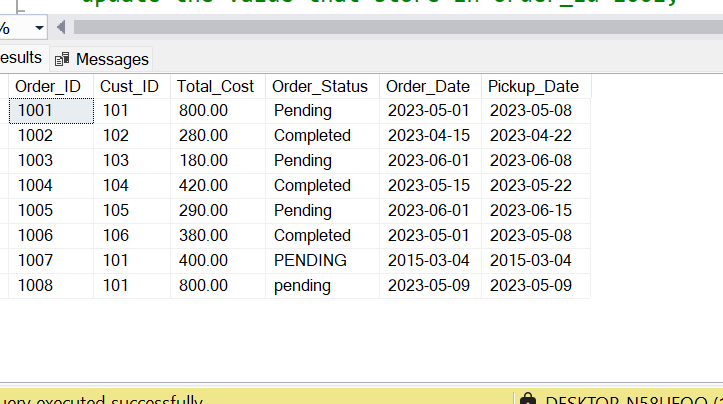 update the value that store in order_id
%
esults Messages
Order_ID Cust_ID Total_Cost Order_Status Order_Date Pickup_Date
1001 101 800.00 Pending 2023-05-01 2023-05-08
1002 102 280.00 Completed 2023-04-15 2023-04-22
1003 103 180.00 Pending 2023-06-01 2023-06-08
1004 104 420.00 Completed 2023-05-15 2023-05-22
1005 105 290.00 Pending 2023-06-01 2023-06-15
1006 106 380.00 Completed 2023-05-01 2023-05-08
1007 101 400.00 PENDING 2015-03-04 2015-03-04
1008 101 800.00 pending 2023-05-09 2023-05-09
uery executed successfully